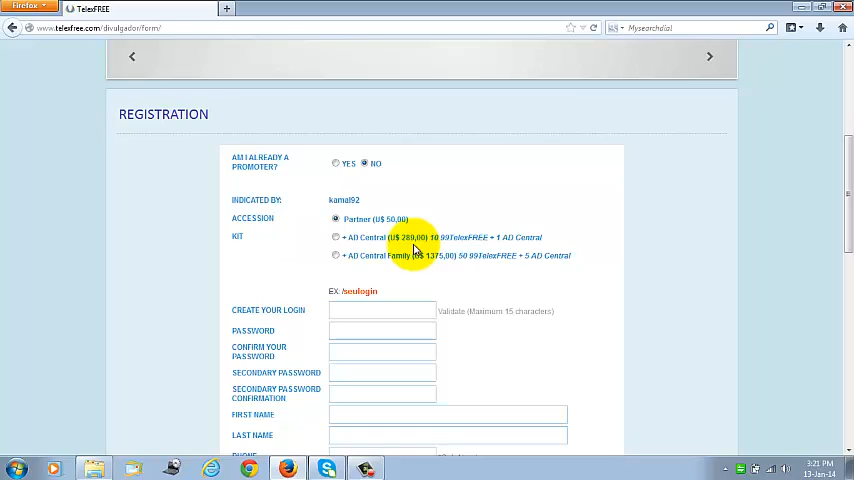 Firefox
TelexFREE
www.telexfree.com/divulgador/form/
Mysearchdial
REGISTRATION
AM I ALREADY A PROMOTER?
YES NO
INDICATED BY: kamal92
ACCESSION Partner (U$ 50,00)
KIT + AD Central (U$ 289,00) 10 99TelexFREE + 1 AD Central
+ AD Central Family (U$ 1375,00) 50 99TelexFREE + 5 AD Central
EX: /seulogin
CREATE YOUR LOGIN Validate (Maximum 15 characters)
PASSWORD
CONFIRM YOUR
PASSWORD
SECONDARY PASSWORD
SECONDARY PASSWORD
CONFIRMATION
FIRST NAME
LAST NAME
3:21 PM
13-Jan-14